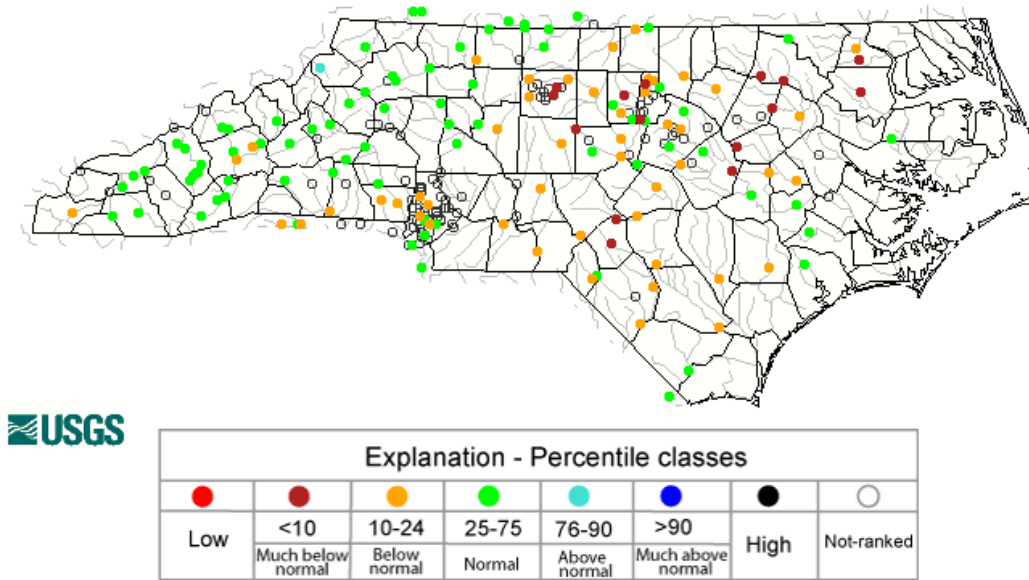 USGS
Explanation - Percentile classes
Low
<10
10-24
25-75
76-90
>90
High
Not-ranked
Much below
normal
Below
normal
Normal
Above
normal
Much above
normal